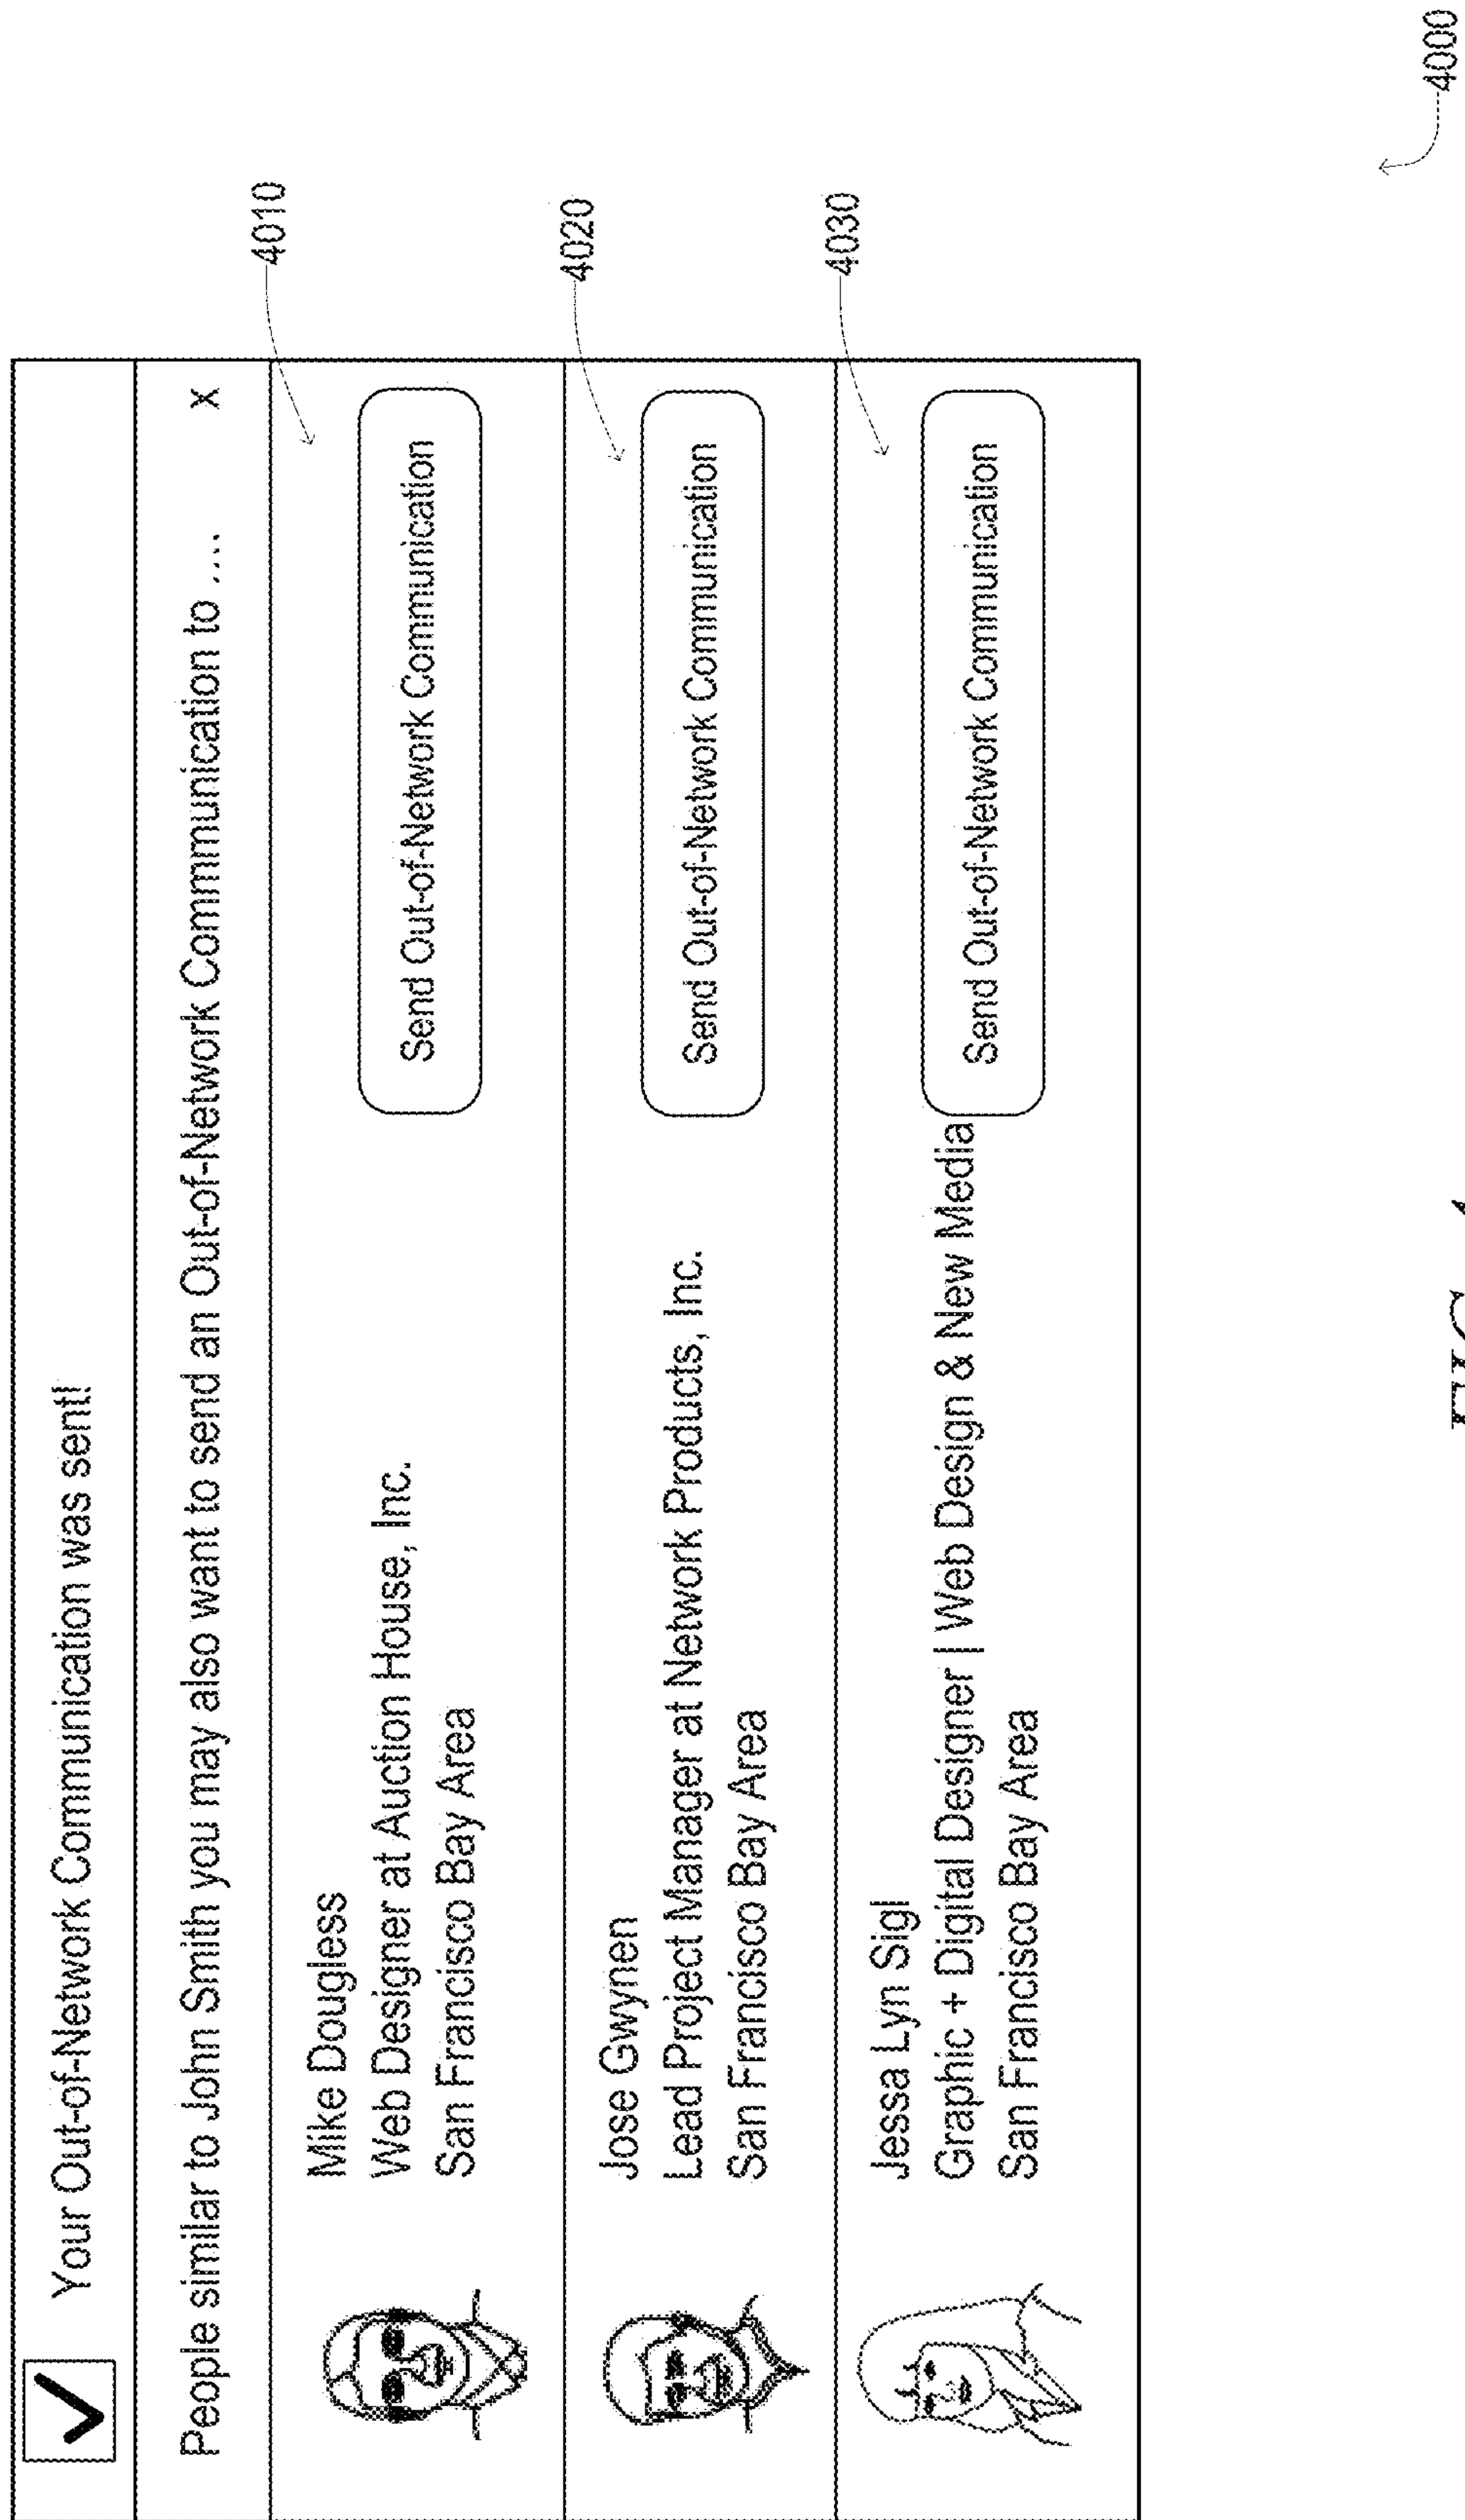 Your Out-of-Network Communication was sent!
People similar to John Smith you may also want to send an Out-of-Network Communication to .... x
4010
Mike Dougless
Web Designer at Auction House, Inc.
San Francisco Bay Area
Send Out-of-Network Communication
4020
Jose Gwynen
Lead Project Manager at Network Products, Inc.
San Francisco Bay Area
Send Out-of-Network Communication
4030
Jessa Lyn Sigl
Graphic + Digital Designer | Web Design & New Media
San Francisco Bay Area
Send Out-of-Network Communication
4000